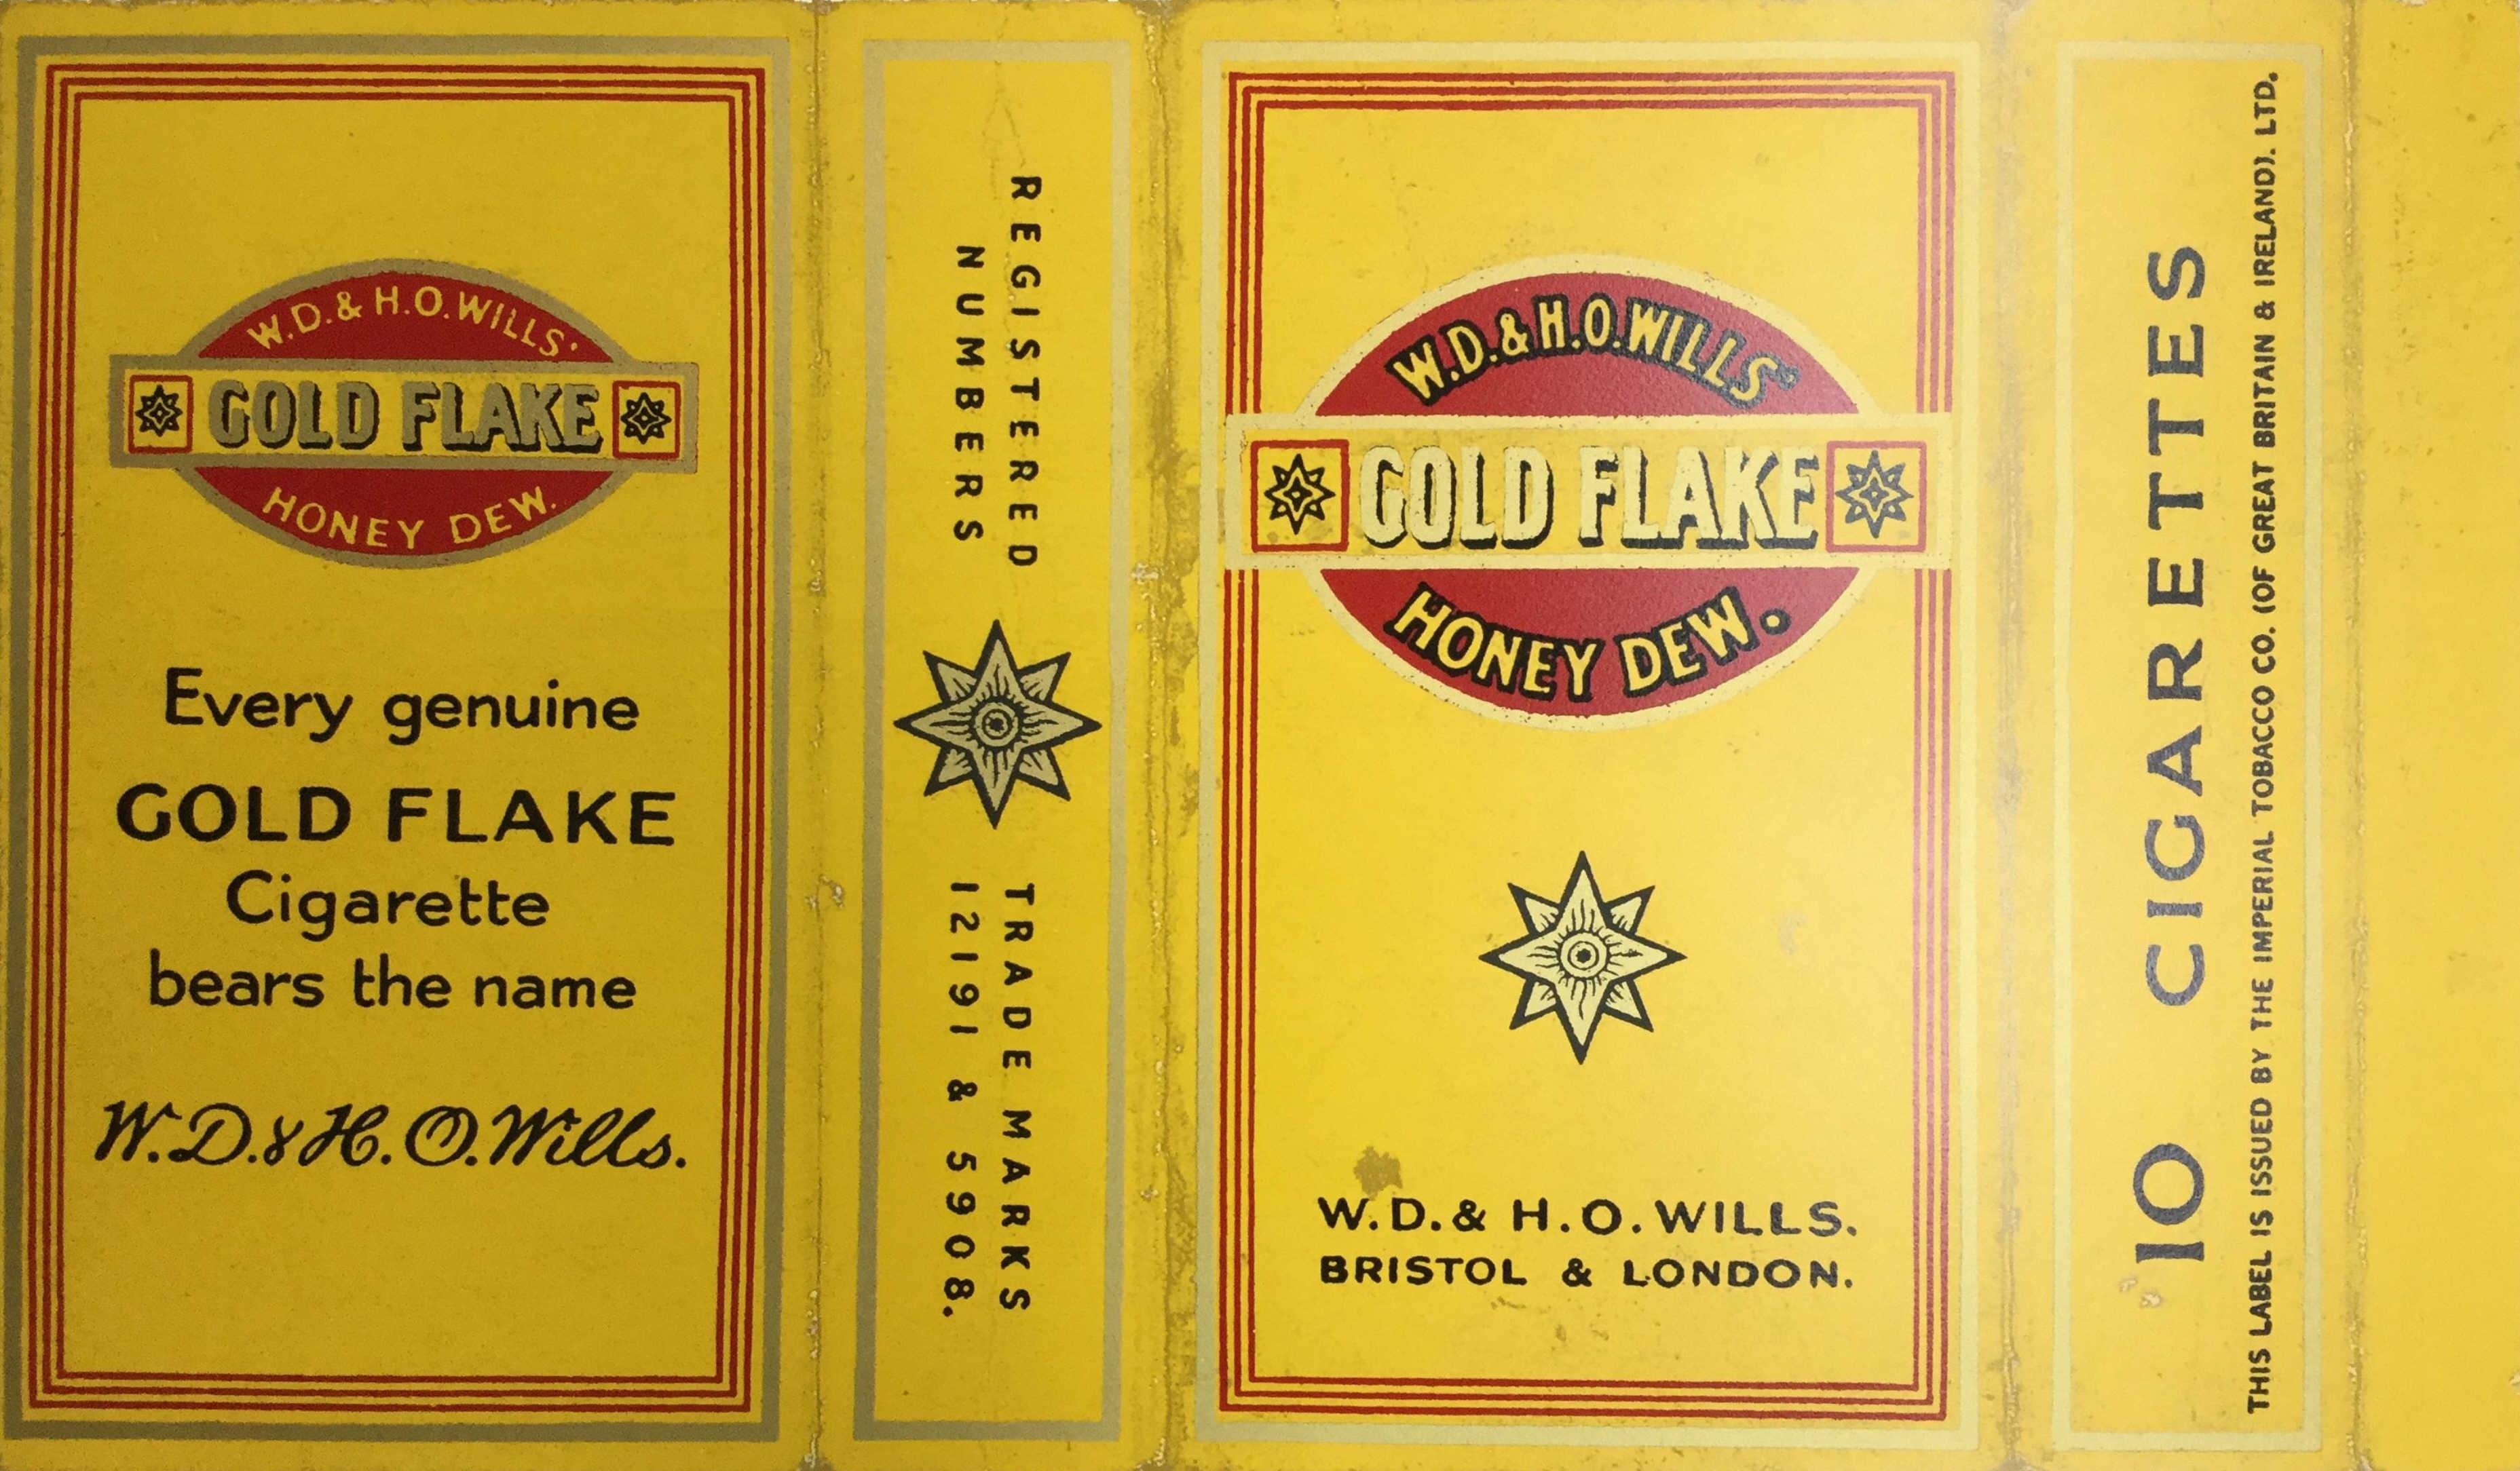 W.D.& H.O.WILLS'
GOLD FLAKE
HONEY DEW.
Every genuine
GOLD FLAKE
Cigarette
bears the name
W.D.& H.O.Wills.
REGISTERED
NUMBERS
TRADE MARKS
12191 & 5908.
W.D.& H.O.WILLS'
GOLD FLAKE
HONEY DEW.
W.D.& H.O.WILLS.
BRISTOL & LONDON.
10 CIGARETTES
THIS LABEL IS ISSUED BY THE IMPERIAL TOBACCO CO. (OF GREAT BRITAIN & IRELAND). LTD.